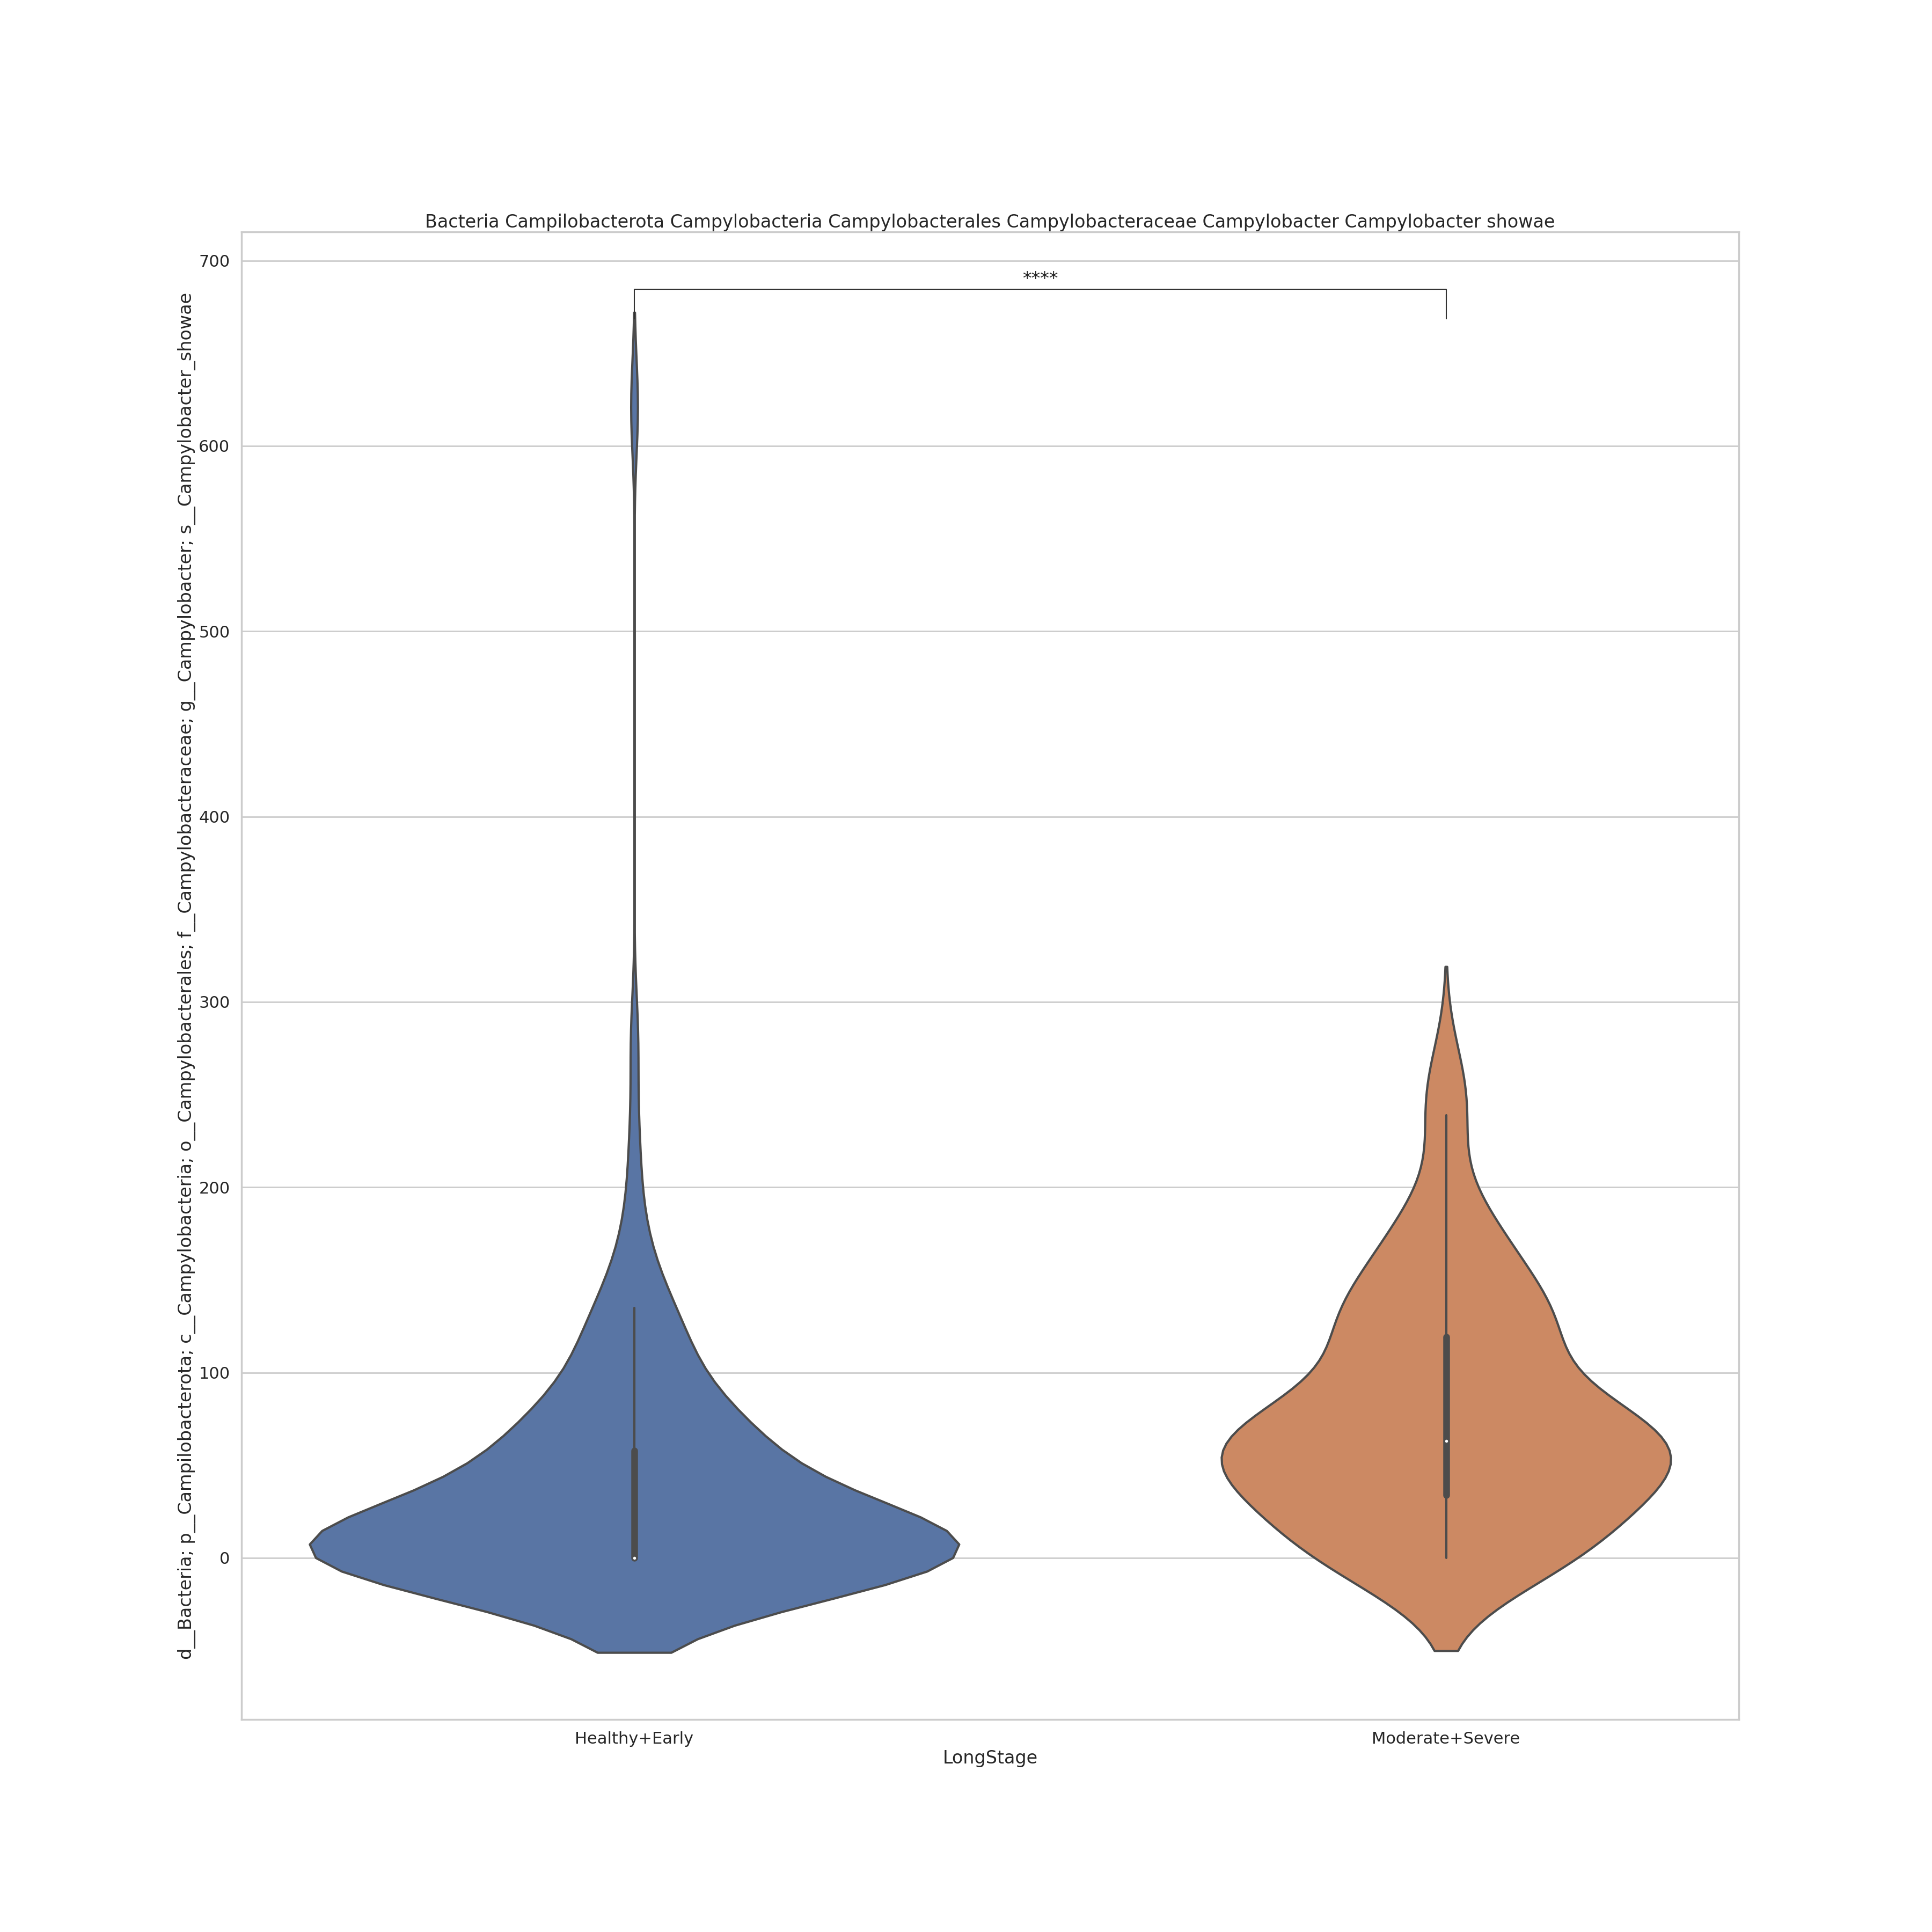 Bacteria Campilobacterota Campylobacteria Campylobacterales Campylobacteraceae Campylobacter Campylobacter showae
d__Bacteria; p__Campilobacterota; c__Campylobacteria; o__Campylobacterales; f__Campylobacteraceae; g__Campylobacter; s__Campylobacter_showae
700
600
500
400
300
200
100
0
****
Healthy+Early
Moderate+Severe
LongStage